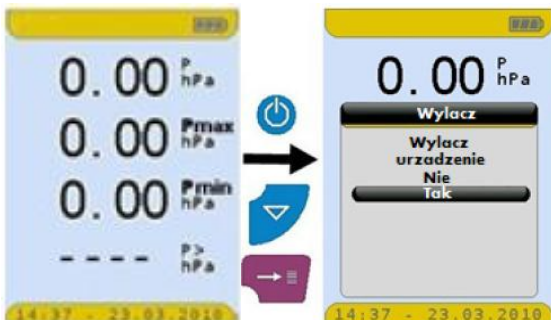 0.00 P hPa
0.00 Pmax hPa
0.00 Pmin hPa
---- P> hPa
14:37 - 23.03.2010
0.00 P hPa
Wylacz
Wylacz
urzadzenie
Nie
Tak
14:37 - 23.03.2010